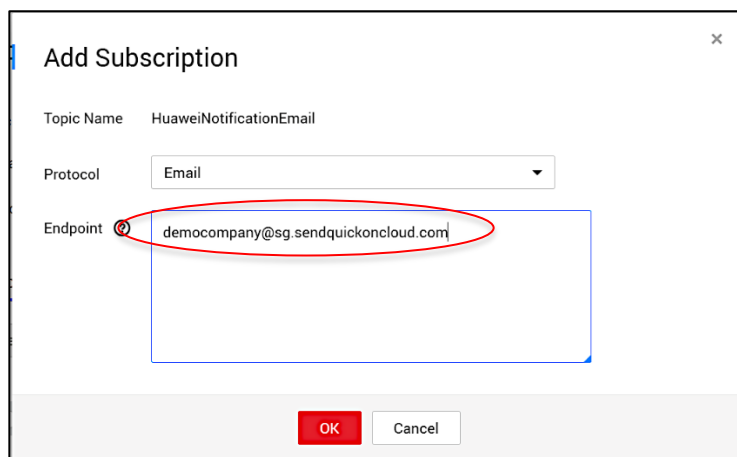 Add Subscription
×
Topic Name HuaweiNotificationEmail
Protocol Email
Endpoint ? democompany@sg.sendquickoncloud.com
OK Cancel